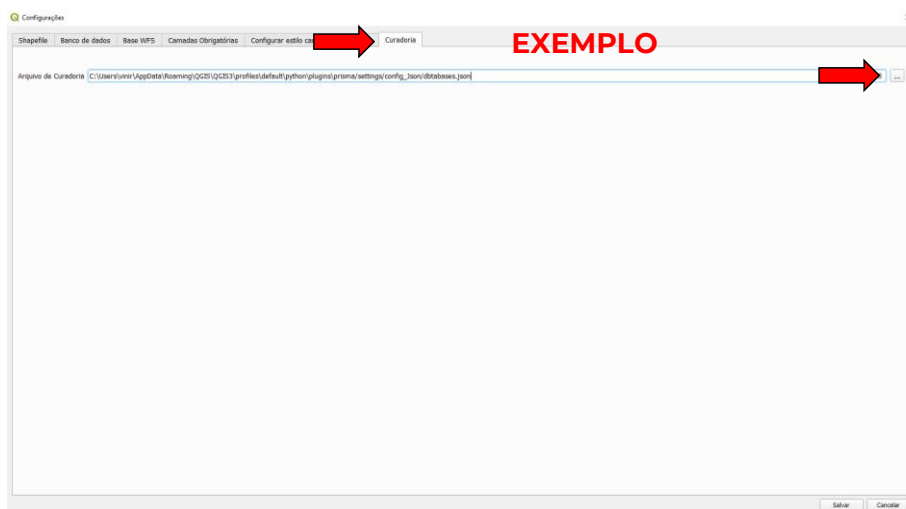 Configurações
Shapefile Banco de dados Base WFS Camadas Obrigatórias Configurar estilo Curadoria
EXEMPLO
Arquivo de Curadoria C:\Users\vinir\AppData\Roaming\QGIS\QGIS3\profiles\default\python\plugins\prisma/settings/config_Json/dbtabases.json ...
Salvar Cancelar